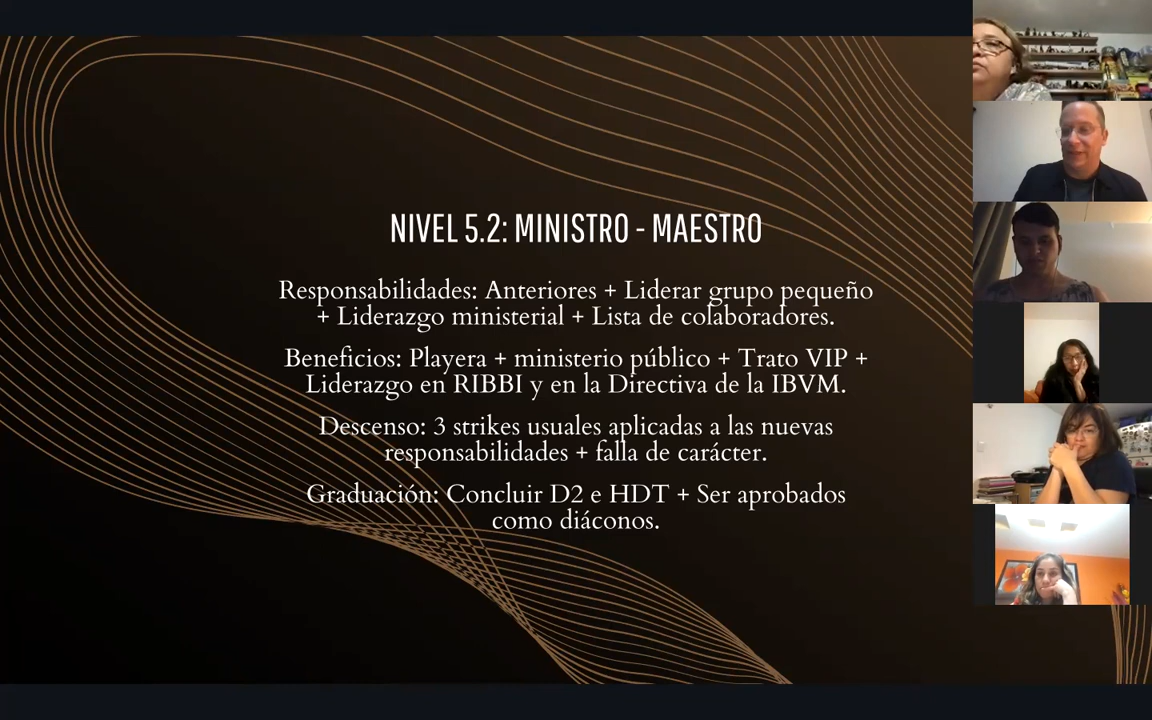 NIVEL 5.2: MINISTRO - MAESTRO
Responsabilidades: Anteriores + Liderar grupo pequeño
+ Liderazgo ministerial + Lista de colaboradores.
Beneficios: Playera + ministerio público + Trato VIP +
Liderazgo en RIBBI y en la Directiva de la IBVM.
Descenso: 3 strikes usuales aplicadas a las nuevas
responsabilidades + falla de carácter.
Graduación: Concluir D2 e HDT + Ser aprobados
como diáconos.